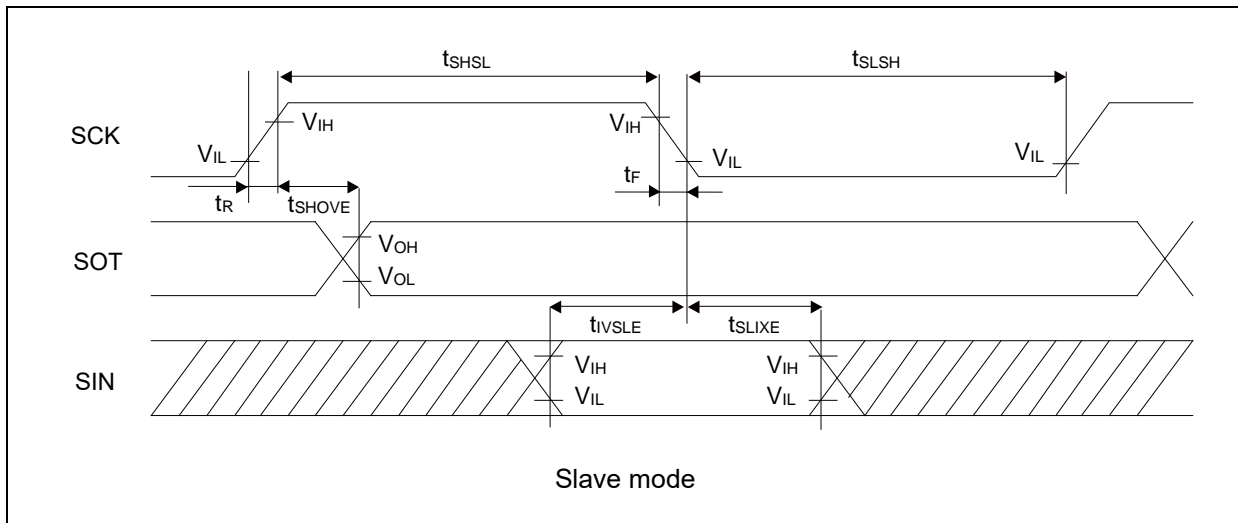 tSHSL
tSLSH
SCK
VIH
VIH
VIL
VIL
VIL
tR
tSHOVE
tF
SOT
VOH
VOL
tIVSLE
tSLIXE
SIN
VIH
VIH
VIL
VIL
Slave mode